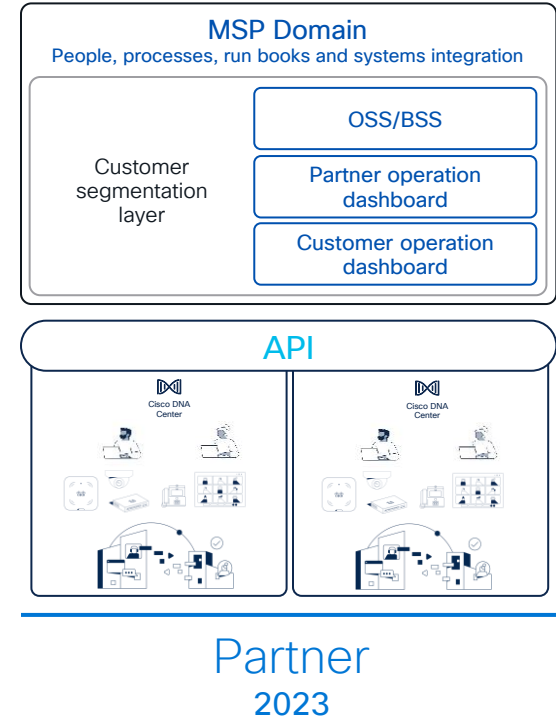 MSP Domain
People, processes, run books and systems integration
Customer
segmentation
layer
OSS/BSS
Partner operation
dashboard
Customer operation
dashboard
API
Cisco DNA
Center
Cisco DNA
Center
Partner
2023